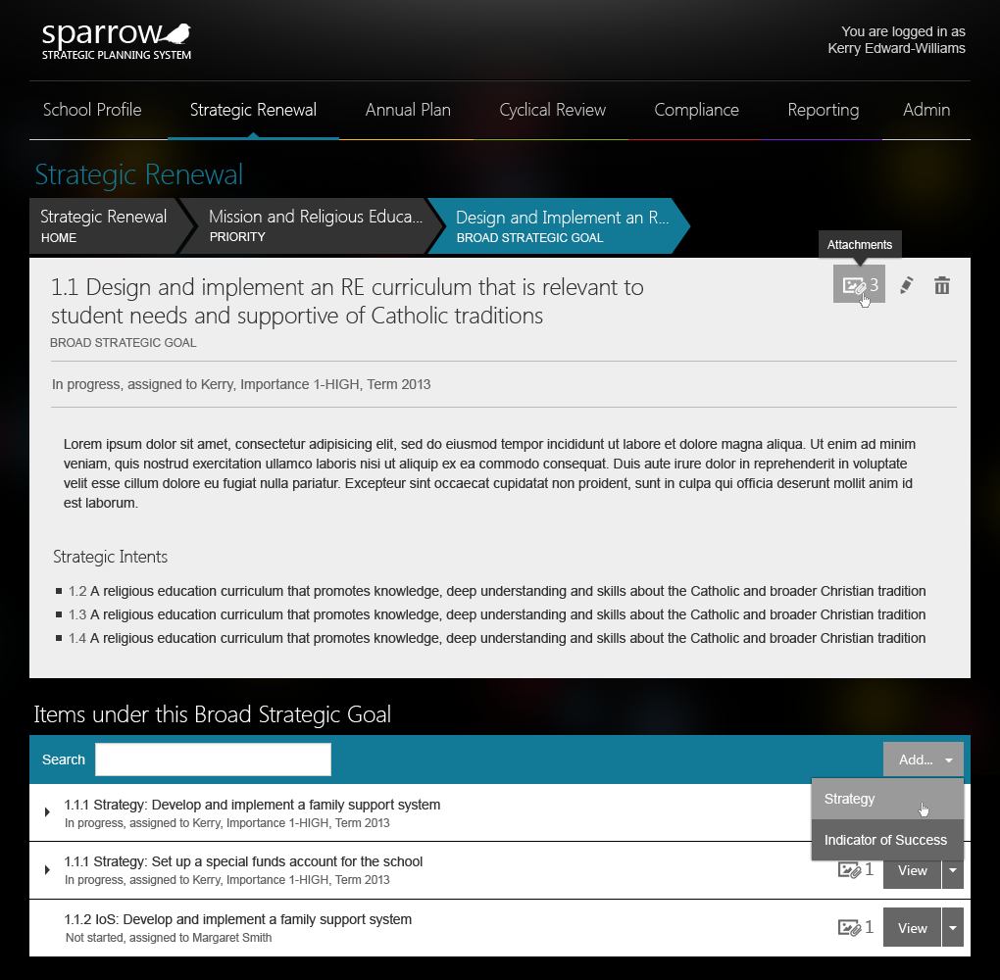 sparrow
STRATEGIC PLANNING SYSTEM
You are logged in as
Kerry Edward-Williams
School Profile
Strategic Renewal
Annual Plan
Cyclical Review
Compliance
Reporting
Admin
Strategic Renewal
Strategic Renewal
HOME
Mission and Religious Educa...
PRIORITY
Design and Implement an R...
BROAD STRATEGIC GOAL
Attachments
3
1.1 Design and implement an RE curriculum that is relevant to
student needs and supportive of Catholic traditions
BROAD STRATEGIC GOAL
In progress, assigned to Kerry, Importance 1-HIGH, Term 2013
Lorem ipsum dolor sit amet, consectetur adipisicing elit, sed do eiusmod tempor incididunt ut labore et dolore magna aliqua. Ut enim ad minim
veniam, quis nostrud exercitation ullamco laboris nisi ut aliquip ex ea commodo consequat. Duis aute irure dolor in reprehenderit in voluptate
velit esse cillum dolore eu fugiat nulla pariatur. Excepteur sint occaecat cupidatat non proident, sunt in culpa qui officia deserunt mollit anim id
est laborum.
Strategic Intents
1.2 A religious education curriculum that promotes knowledge, deep understanding and skills about the Catholic and broader Christian tradition
1.3 A religious education curriculum that promotes knowledge, deep understanding and skills about the Catholic and broader Christian tradition
1.4 A religious education curriculum that promotes knowledge, deep understanding and skills about the Catholic and broader Christian tradition
Items under this Broad Strategic Goal
Search
Add...
Strategy
Indicator of Success
1.1.1 Strategy: Develop and implement a family support system
In progress, assigned to Kerry, Importance 1-HIGH, Term 2013
1.1.1 Strategy: Set up a special funds account for the school
In progress, assigned to Kerry, Importance 1-HIGH, Term 2013
1
View
1.1.2 IoS: Develop and implement a family support system
Not started, assigned to Margaret Smith
1
View